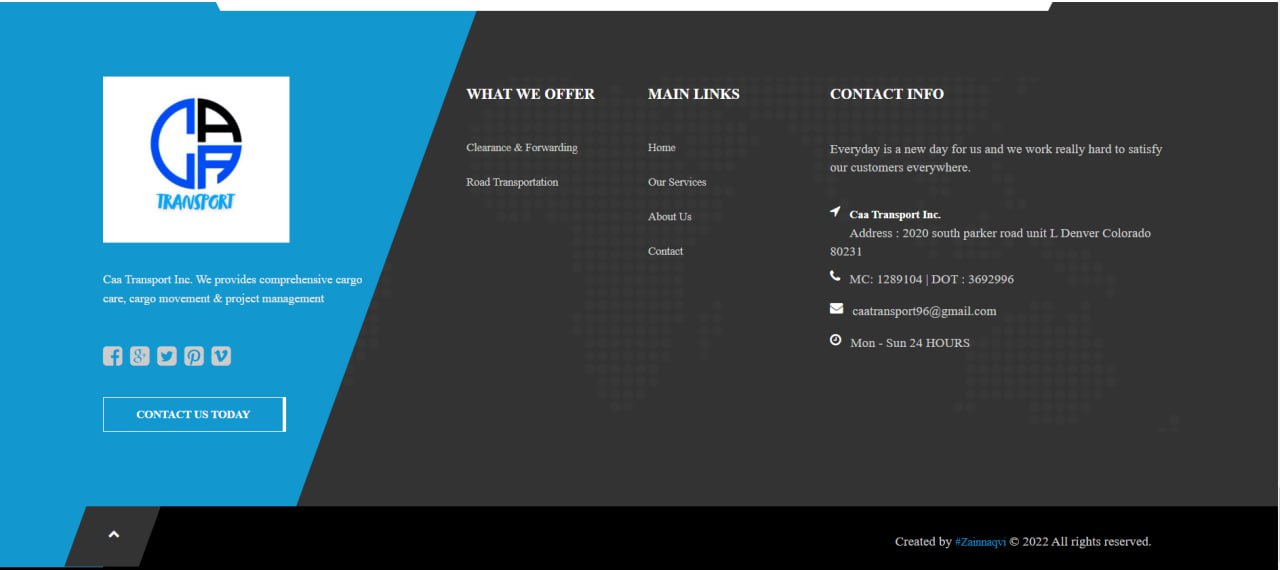 CA
CAA
TRANSPORT
Caa Transport Inc. We provides comprehensive cargo
care, cargo movement & project management
CONTACT US TODAY
WHAT WE OFFER
Clearance & Forwarding
Road Transportation
MAIN LINKS
Home
Our Services
About Us
Contact
CONTACT INFO
Everyday is a new day for us and we work really hard to satisfy
our customers everywhere.
Caa Transport Inc.
Address : 2020 south parker road unit L Denver Colorado
80231
MC: 1289104 | DOT : 3692996
caatransport96@gmail.com
Mon - Sun 24 HOURS
Created by #Zainnaqvi © 2022 All rights reserved.